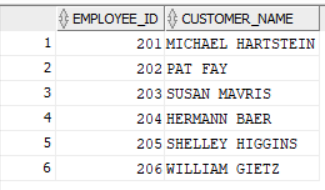 EMPLOYEE_ID CUSTOMER_NAME
1 201 MICHAEL HARTSTEIN
2 202 PAT FAY
3 203 SUSAN MAVRIS
4 204 HERMANN BAER
5 205 SHELLEY HIGGINS
6 206 WILLIAM GIETZ